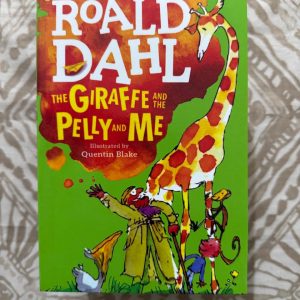 ROALD
DAHL
THE GIRAFFE AND THE
PELLY AND ME
Illustrated by
Quentin Blake